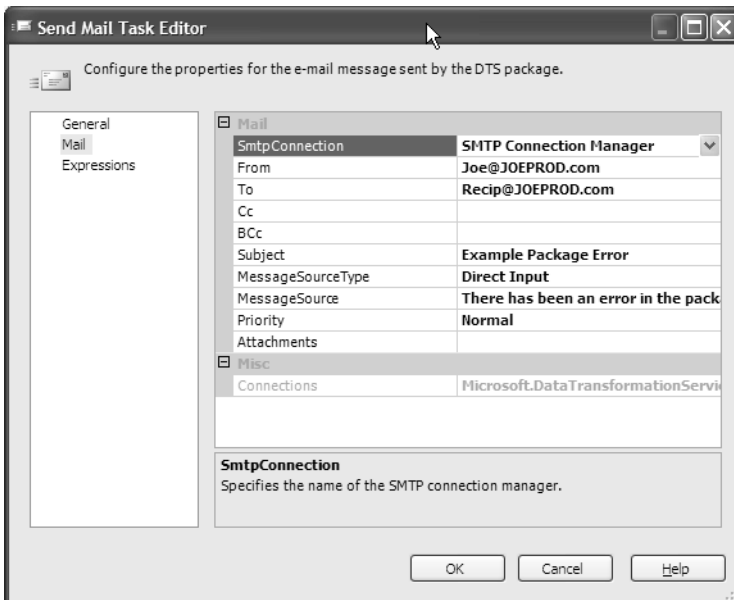 Send Mail Task Editor
Configure the properties for the e-mail message sent by the DTS package.
General
Mail
Expressions
Mail
SmtpConnection SMTP Connection Manager
From Joe@JOEPROD.com
To Recip@JOEPROD.com
Cc
BCc
Subject Example Package Error
MessageSourceType Direct Input
MessageSource There has been an error in the pack
Priority Normal
Attachments
Misc
Connections Microsoft.DataTransformationServi
SmtpConnection
Specifies the name of the SMTP connection manager.
OK Cancel Help